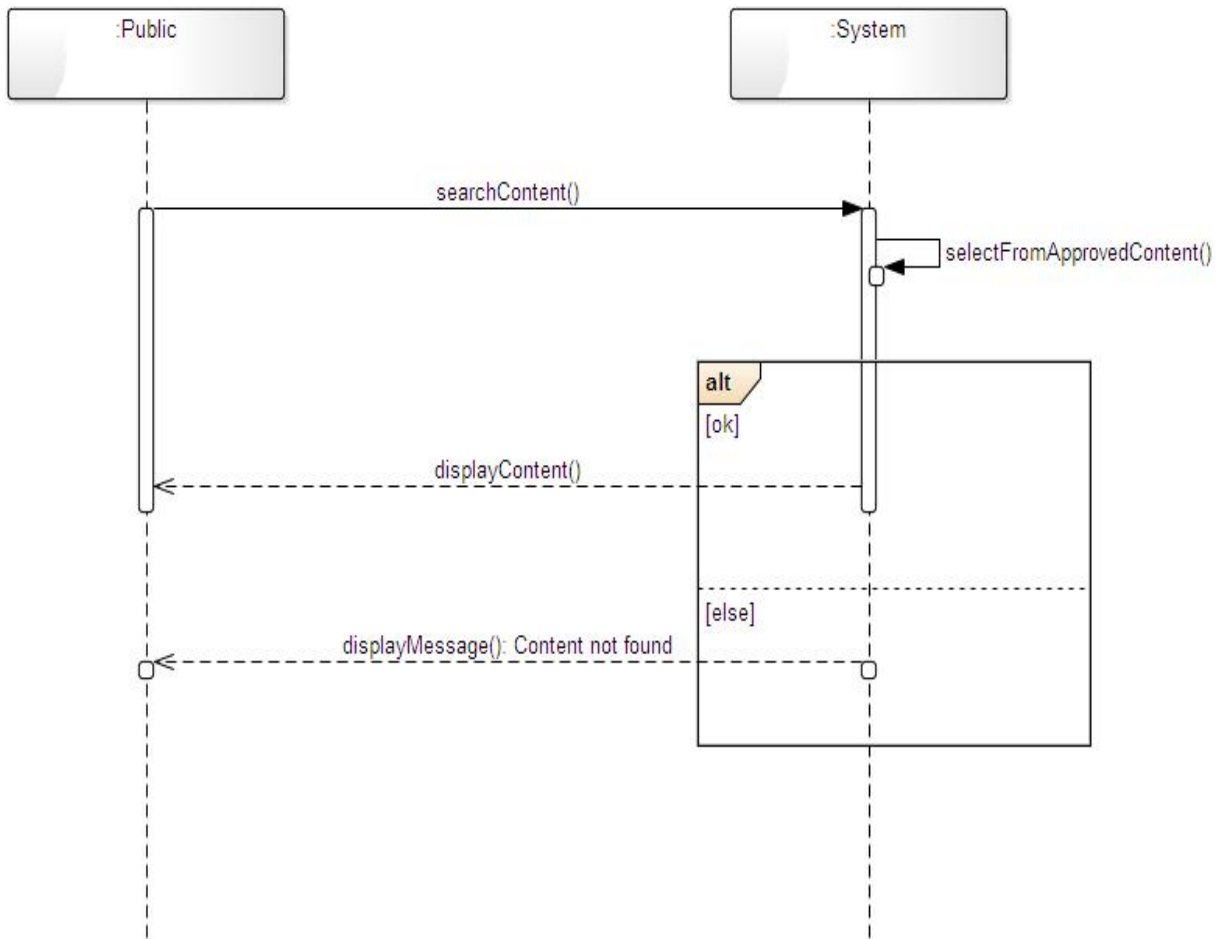 :Public
:System
searchContent()
selectFromApprovedContent()
alt
[ok]
displayContent()
[else]
displayMessage(): Content not found